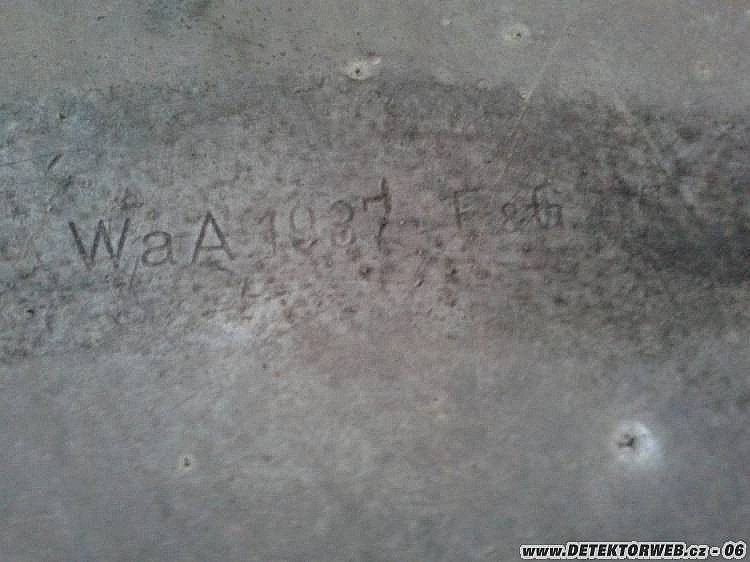 WaA 1937 F&G
www.DETEKTORWEB.cz - 06